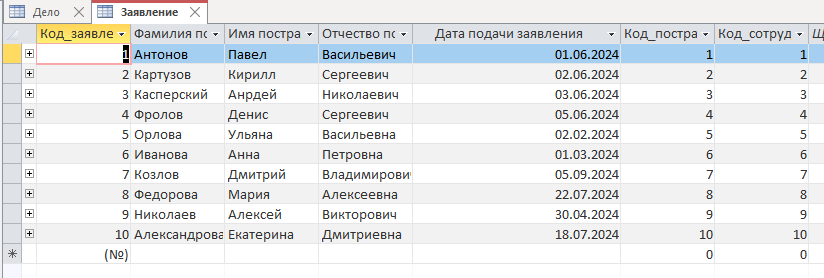 Дело Заявление
Код_заявле Фамилия по Имя постра Отчество по Дата подачи заявления Код_постра Код_сотруд
1 Антонов Павел Васильевич 01.06.2024 1 1
2 Картузов Кирилл Сергеевич 02.06.2024 2 2
3 Касперский Анрдей Николаевич 03.06.2024 3 3
4 Фролов Денис Сергеевич 05.06.2024 4 4
5 Орлова Ульяна Васильевна 02.02.2024 5 5
6 Иванова Анна Петровна 01.03.2024 6 6
7 Козлов Дмитрий Владимирович 05.09.2024 7 7
8 Федорова Мария Алексеевна 22.07.2024 8 8
9 Николаев Алексей Викторович 30.04.2024 9 9
10 Александрова Екатерина Дмитриевна 18.07.2024 10 10
(№) 0 0